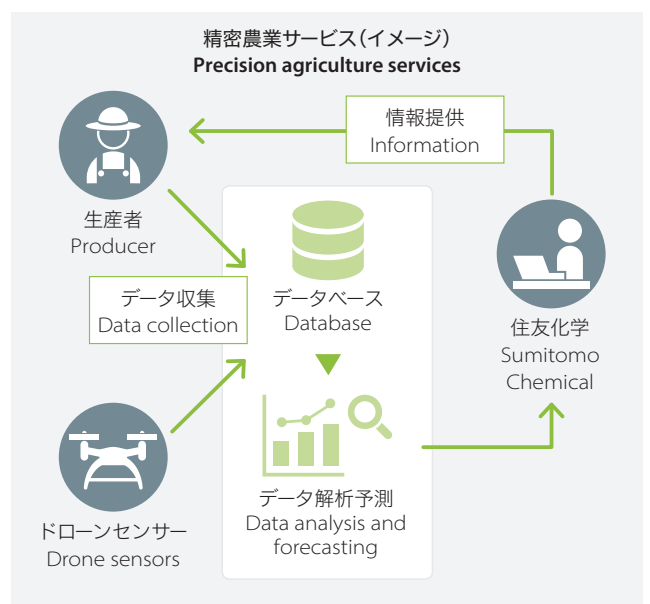 精密農業サービス（イメージ）
Precision agriculture services
情報提供
Information
生産者
Producer
データ収集
Data collection
データベース
Database
住友化学
Sumitomo
Chemical
ドローンセンサー
Drone sensors
データ解析予測
Data analysis and
forecasting